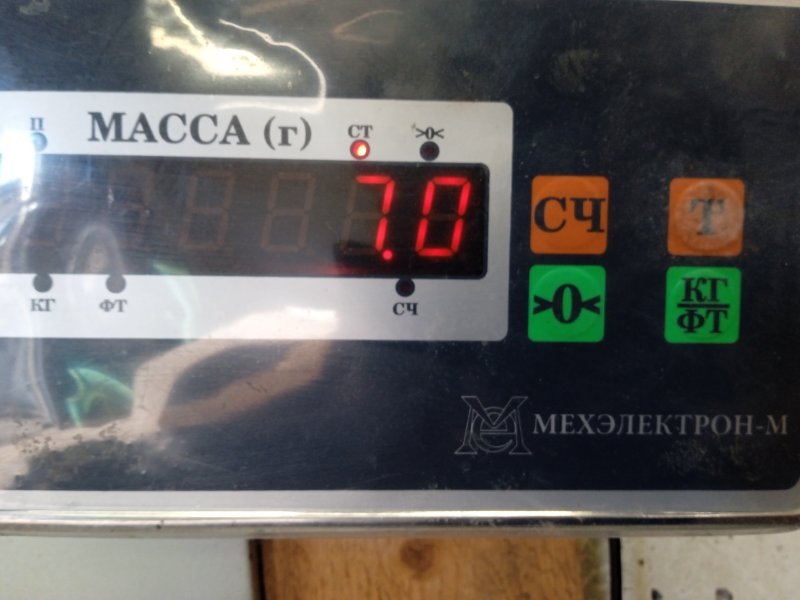 П МАССА (г) СТ >0<
7.0
КГ ФТ СЧ
СЧ Т
>0< КГ/ФТ
МЕХЭЛЕКТРОН-М